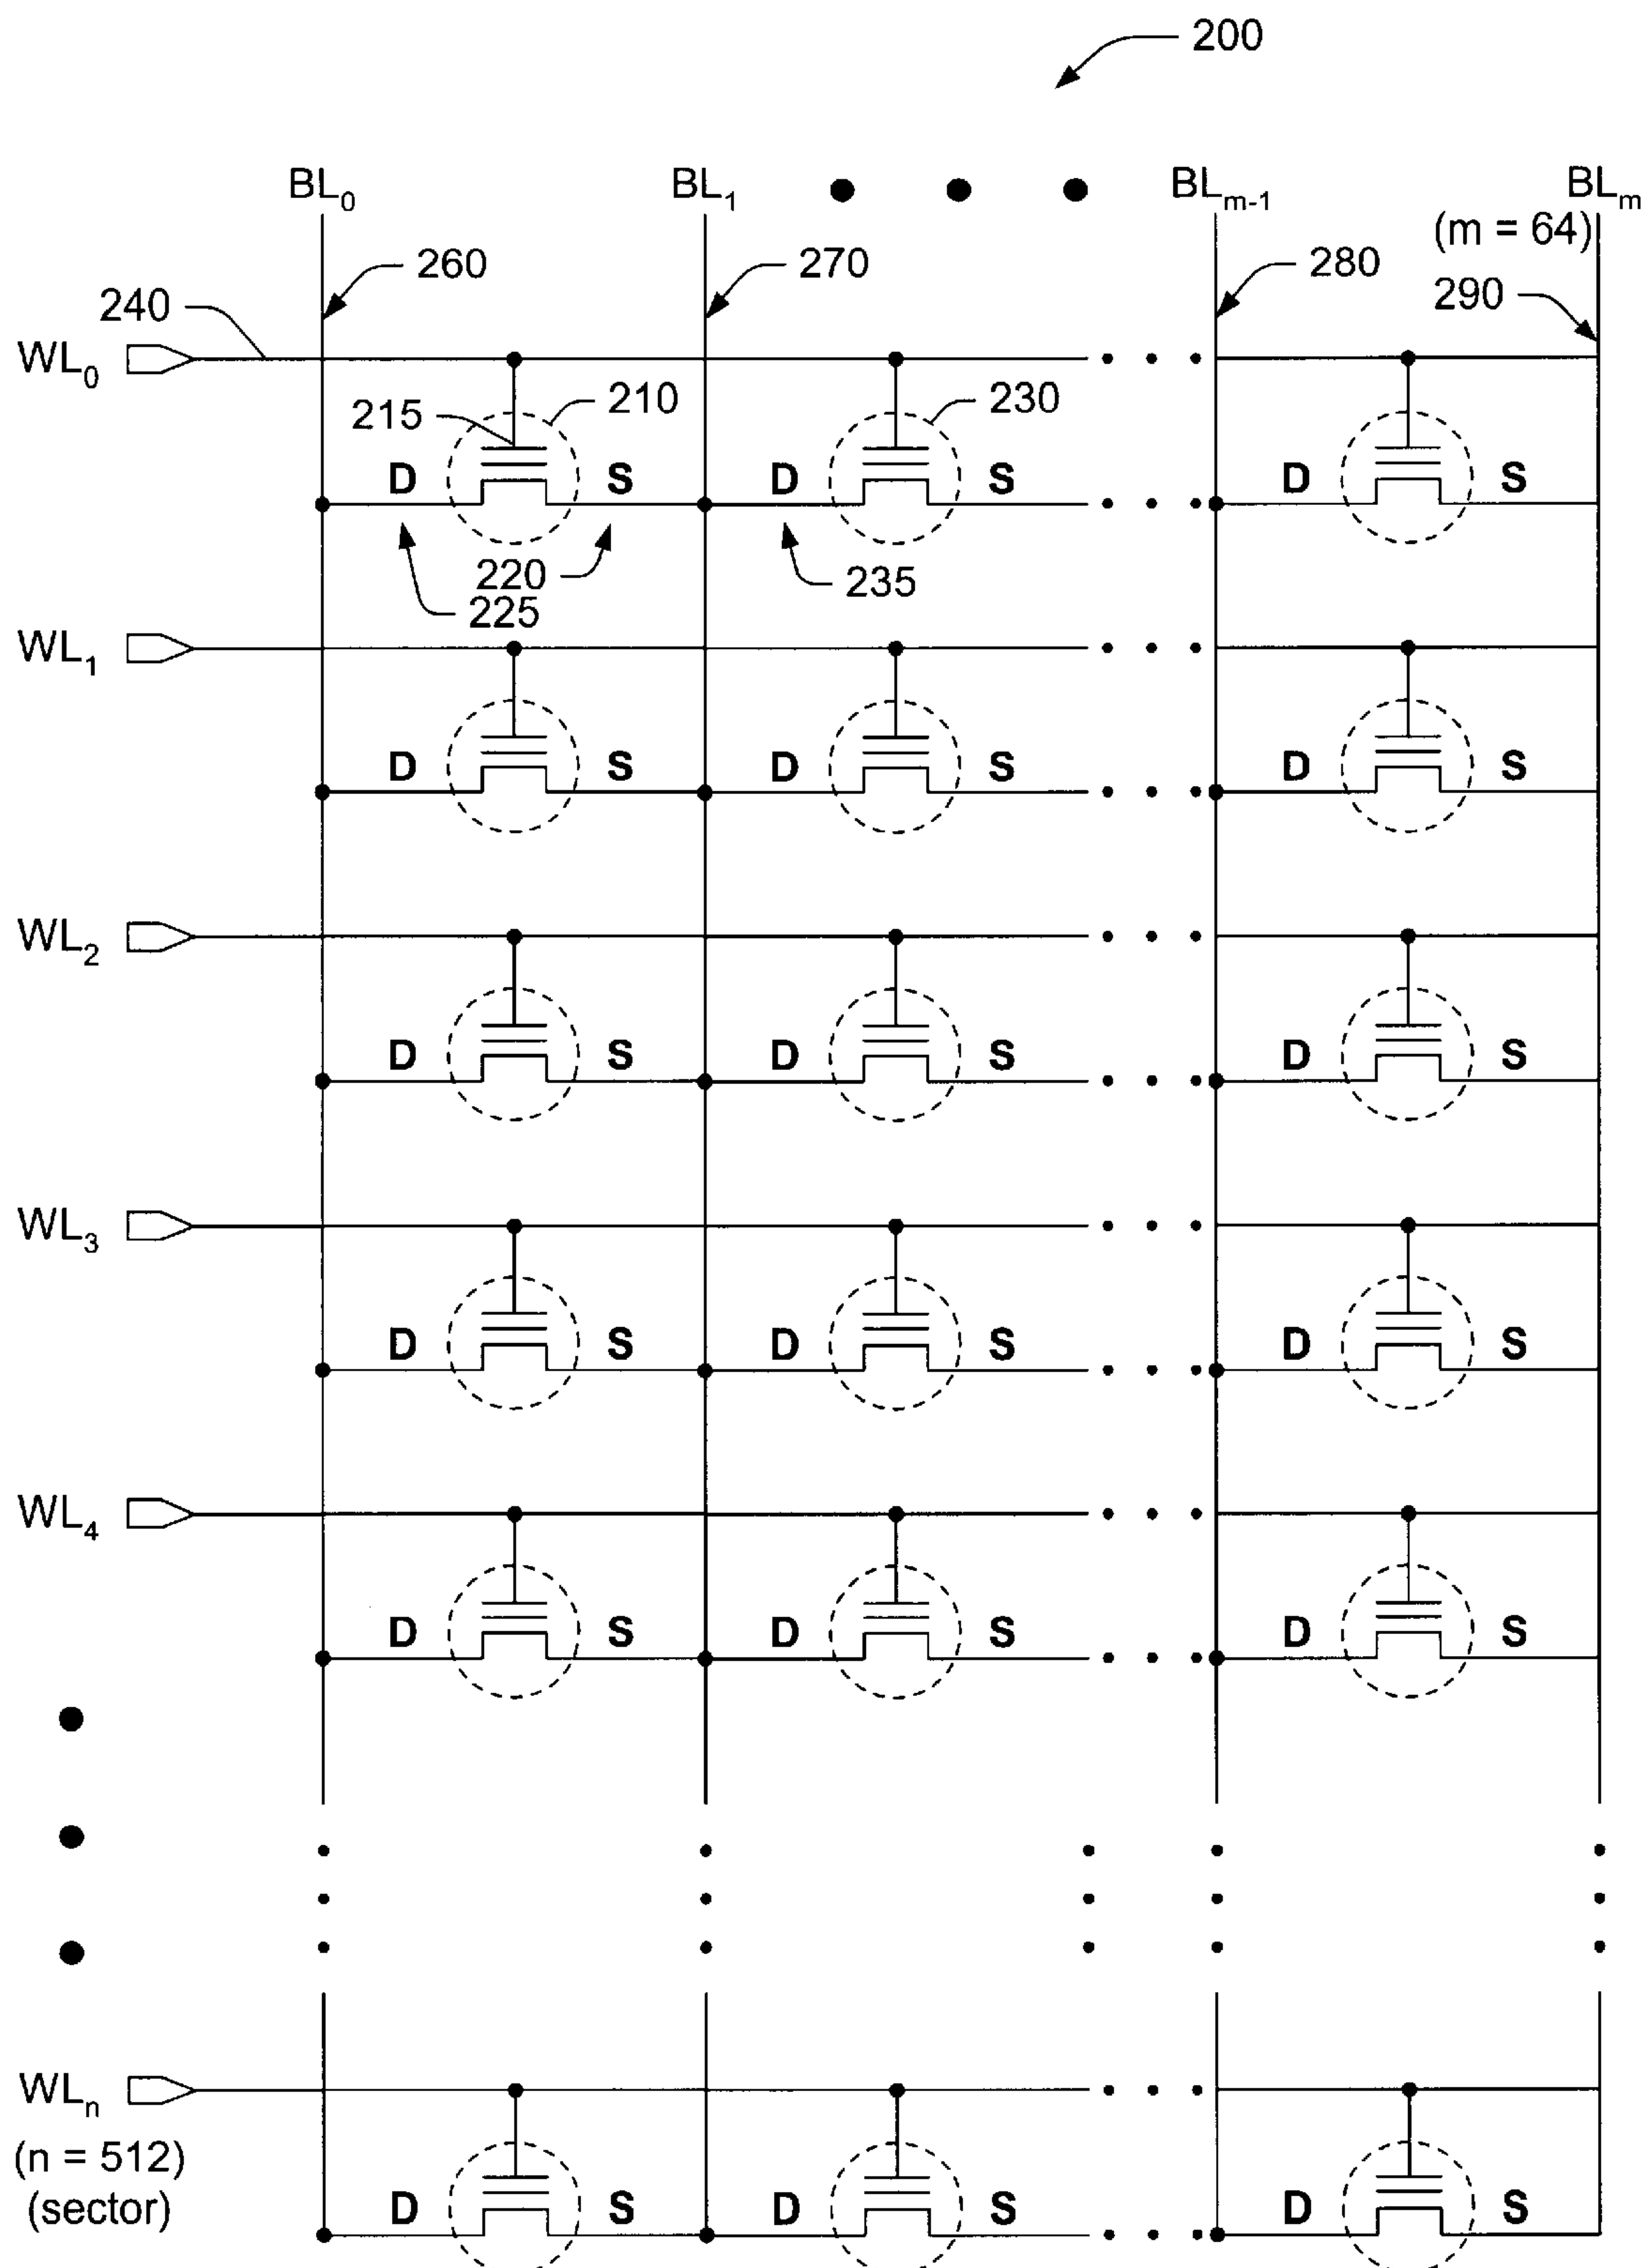 200
BL0 BL1 BLm-1 BLm
(m = 64)
260 270 280 290
240
WL0
215 210 230
D S D S D S
220 235
225
WL1
D S D S D S
WL2
D S D S D S
WL3
D S D S D S
WL4
D S D S D S
WLn
(n = 512)
(sector)
D S D S D S